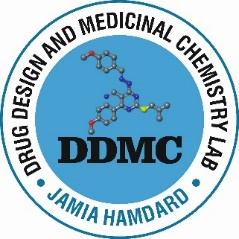 DRUG DESIGN AND MEDICINAL CHEMISTRY LAB
DDMC
• JAMIA HAMDARD •